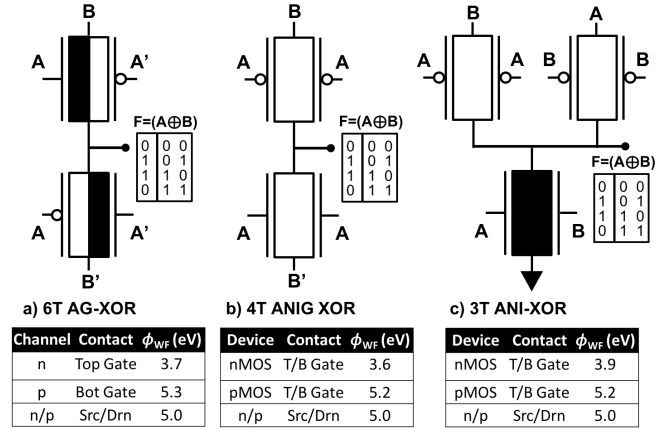 B
A A'
F=(A⊕B)
0 0 0
1 0 1
1 1 0
0 1 1
A A'
B'
a) 6T AG-XOR
Channel Contact ϕWF (eV)
n Top Gate 3.7
p Bot Gate 5.3
n/p Src/Drn 5.0
B
A A
F=(A⊕B)
0 0 0
1 0 1
1 1 0
0 1 1
A A
B'
b) 4T ANIG XOR
Device Contact ϕWF (eV)
nMOS T/B Gate 3.6
pMOS T/B Gate 5.2
n/p Src/Drn 5.0
B A
A A B B
F=(A⊕B)
0 0 0
1 0 1
1 1 0
0 1 1
A B
c) 3T ANI-XOR
Device Contact ϕWF (eV)
nMOS T/B Gate 3.9
pMOS T/B Gate 5.2
n/p Src/Drn 5.0